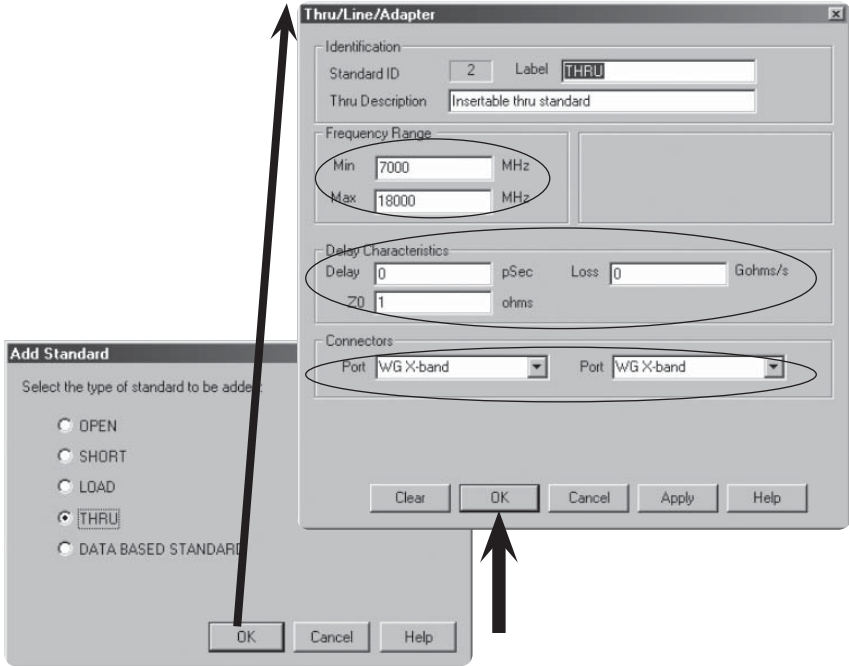 Thru/Line/Adapter
Identification
Standard ID 2 Label THRU
Thru Description Insertable thru standard
Frequency Range
Min 7000 MHz
Max 18000 MHz
Delay Characteristics
Delay 0 pSec Loss 0 Gohms/s
Z0 1 ohms
Connectors
Port WG X-band Port WG X-band
Clear OK Cancel Apply Help
Add Standard
Select the type of standard to be added:
OPEN
SHORT
LOAD
THRU
DATA BASED STANDARD
OK Cancel Help